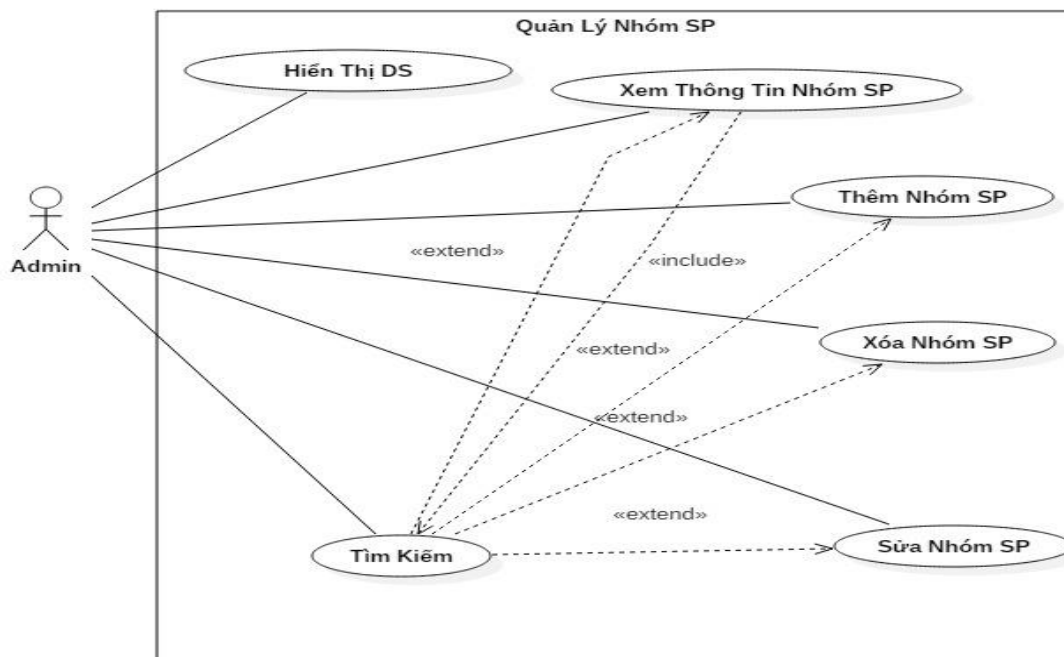 Quản Lý Nhóm SP
Hiển Thị DS
Xem Thông Tin Nhóm SP
Thêm Nhóm SP
Admin
«extend»
«include»
Xóa Nhóm SP
«extend»
«extend»
«extend»
Tìm Kiếm
Sửa Nhóm SP